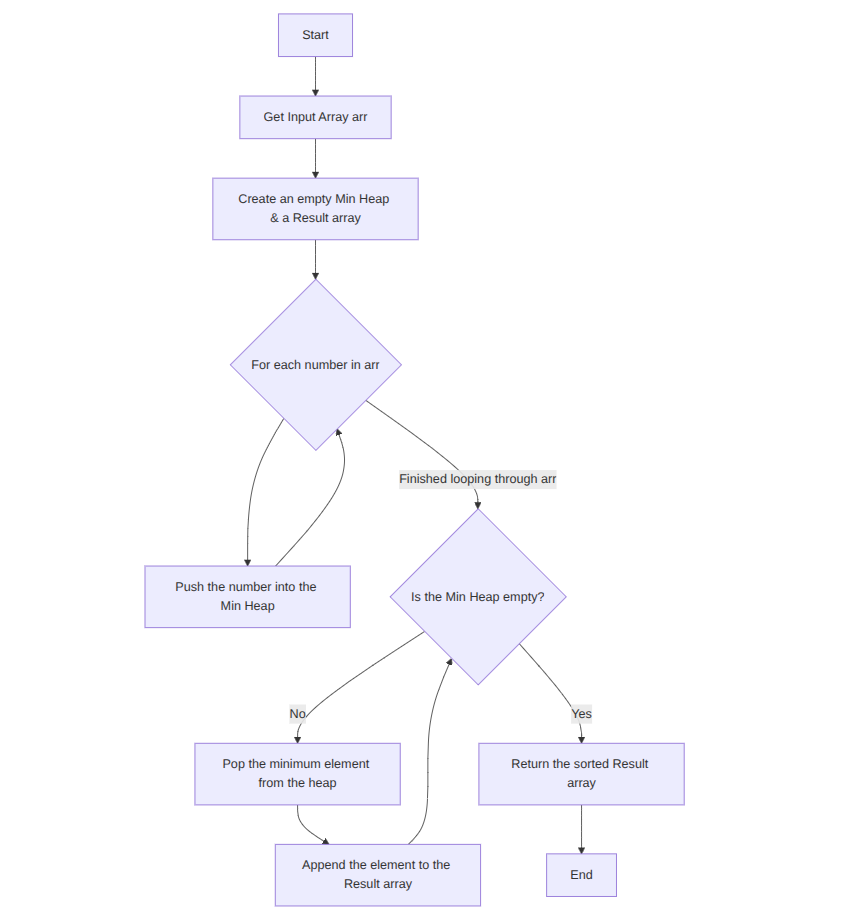 Start
Get Input Array arr
Create an empty Min Heap
& a Result array
For each number in arr
Finished looping through arr
Push the number into the
Min Heap
Is the Min Heap empty?
No
Yes
Pop the minimum element
from the heap
Return the sorted Result
array
Append the element to the
Result array
End